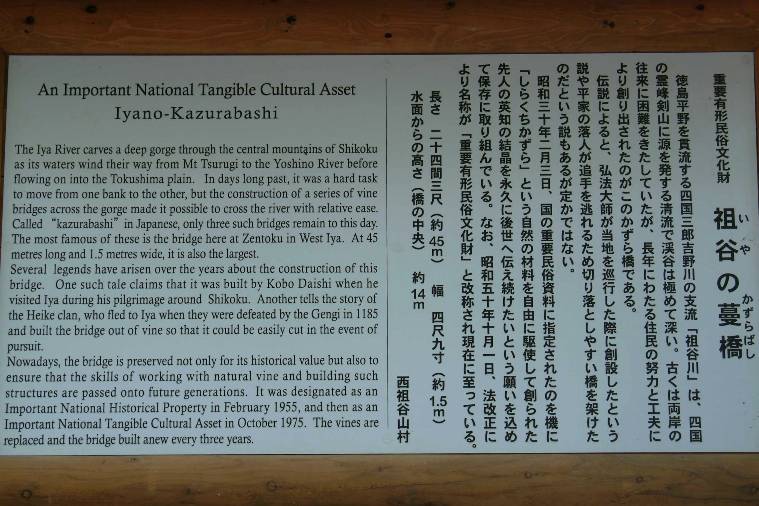 An Important National Tangible Cultural Asset
Iyano-Kazurabashi
The Iya River carves a deep gorge through the central mountains of Shikoku
as its waters wind their way from Mt Tsurugi to the Yoshino River before
flowing on into the Tokushima plain. In days long past, it was a hard task
to move from one bank to the other, but the construction of a series of vine
bridges across the gorge made it possible to cross the river with relative ease.
Called "kazurabashi" in Japanese, only three such bridges remain to this day.
The most famous of these is the bridge here at Zentoku in West Iya. At 45
metres long and 1.5 metres wide, it is also the largest.
Several legends have arisen over the years about the construction of this
bridge. One such tale claims that it was built by Kobo Daishi when he
visited Iya during his pilgrimage around Shikoku. Another tells the story of
the Heike clan, who fled to Iya when they were defeated by the Gengi in 1185
and built the bridge out of vine so that it could be easily cut in the event of
pursuit.
Nowadays, the bridge is preserved not only for its historical value but also to
ensure that the skills of working with natural vine and building such
structures are passed onto future generations. It was designated as an
Important National Historical Property in February 1955, and then as an
Important National Tangible Cultural Asset in October 1975. The vines are
replaced and the bridge built anew every three years.
重要有形民俗文化財
祖谷の蔓橋
いや かずらばし
徳島平野を貫流する四国三郎吉野川の支流「祖谷川」は、四国
の霊峰剣山に源を発する清流で渓谷は極めて深い。古くは両岸の
往来に困難をきたしていたが、長年にわたる住民の努力と工夫に
より創り出されたのがこのかずら橋である。
伝説によると、弘法大師が当地を巡行した際に創設したという
説や平家の落人が追手を逃れるため切り落としやすい橋を架けた
のだという説もあるが定かではない。
昭和三十年二月三日、国の重要民俗資料に指定されたのを機に
「しらくちかずら」という自然の材料を自由に駆使して創られた
先人の英知の結晶を永久に後世へ伝え続けたいという願いを込め
て保存に取り組んでいる。なお、昭和五十年十月一日、法改正に
より名称が「重要有形民俗文化財」と改称され現在に至っている。
長さ 二十四間三尺（約45m） 幅 四尺九寸（約1.5m）
水面からの高さ（橋の中央） 約14m
西祖谷山村